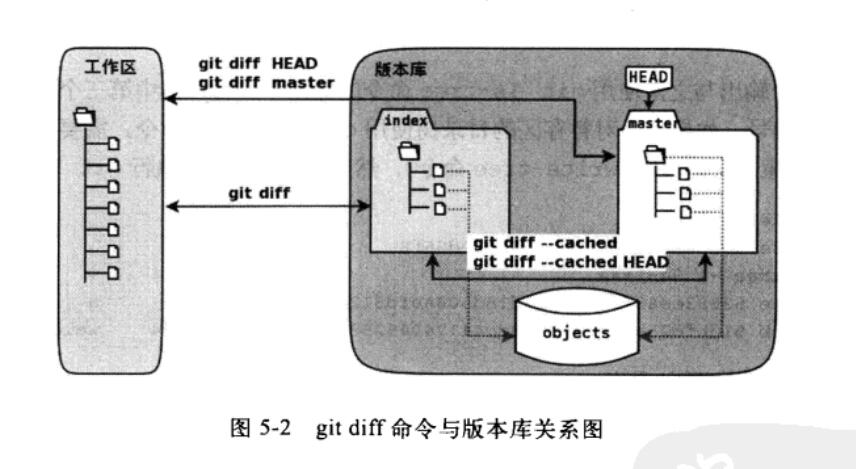 工作区
git diff HEAD
git diff master
版本库
HEAD
index
master
git diff
git diff --cached
git diff --cached HEAD
objects
图 5-2 git diff 命令与版本库关系图